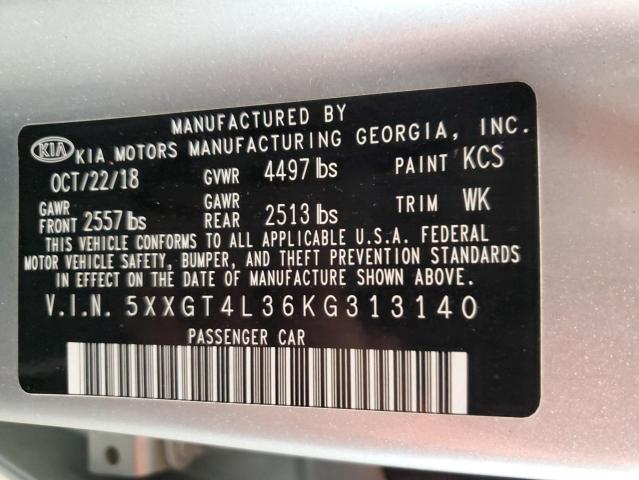 MANUFACTURED BY
KIA KIA MOTORS MANUFACTURING GEORGIA, INC.
OCT/22/18 GVWR 4497 lbs PAINT KCS
GAWR FRONT 2557 lbs GAWR REAR 2513 lbs TRIM WK
THIS VEHICLE CONFORMS TO ALL APPLICABLE U.S.A. FEDERAL
MOTOR VEHICLE SAFETY, BUMPER, AND THEFT PREVENTION STANDARDS
IN EFFECT ON THE DATE OF MANUFACTURE SHOWN ABOVE.
V.I.N. 5XXGT4L36KG313140
PASSENGER CAR